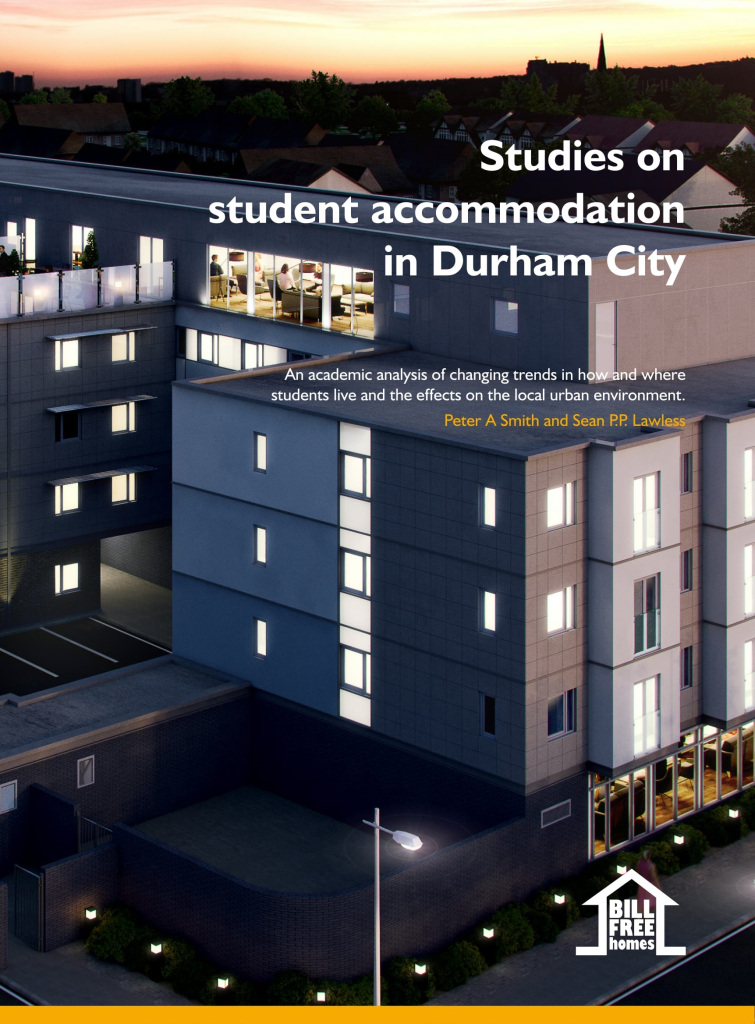 Studies on
student accommodation
in Durham City
An academic analysis of changing trends in how and where
students live and the effects on the local urban environment.
Peter A Smith and Sean P.P. Lawless
BILL
FREE
homes